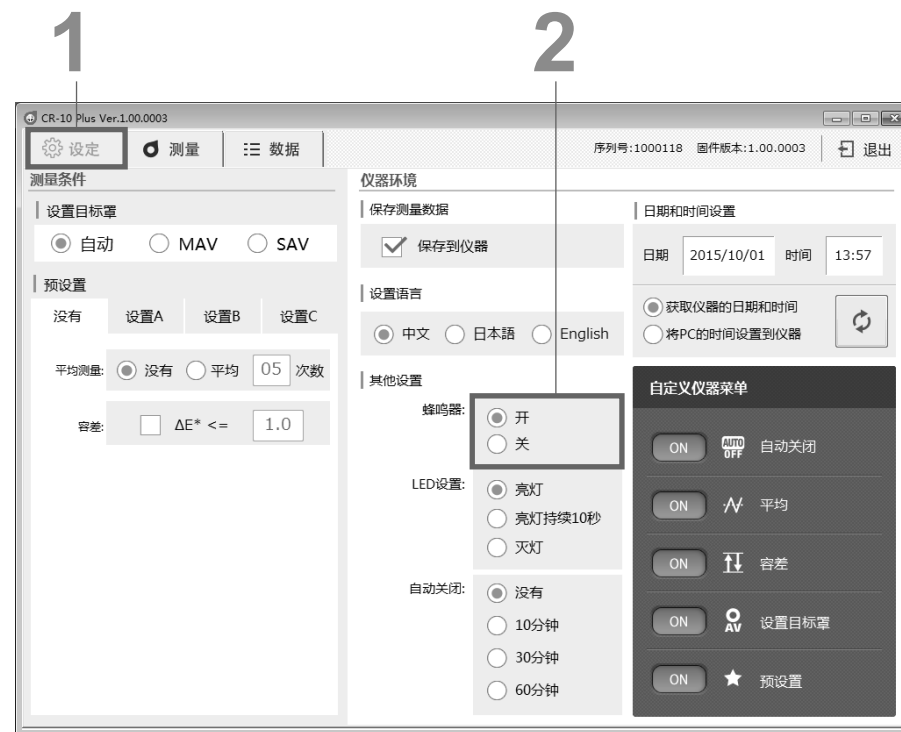 1
2
CR-10 Plus Ver.1.00.0003
设定
测量
数据
序列号:1000118 固件版本:1.00.0003
退出
测量条件
设置目标罩
自动 MAV SAV
预设置
没有 设置A 设置B 设置C
平均测量: 没有 平均 05 次数
容差: ΔE* <= 1.0
仪器环境
保存测量数据
保存到仪器
设置语言
中文 日本語 English
其他设置
蜂鸣器: 开
关
LED设置: 亮灯
亮灯持续10秒
灭灯
自动关闭: 没有
10分钟
30分钟
60分钟
日期和时间设置
日期 2015/10/01 时间 13:57
获取仪器的日期和时间
将PC的时间设置到仪器
自定义仪器菜单
ON AUTO OFF 自动关闭
ON 平均
ON 容差
ON AV 设置目标罩
ON 预设置